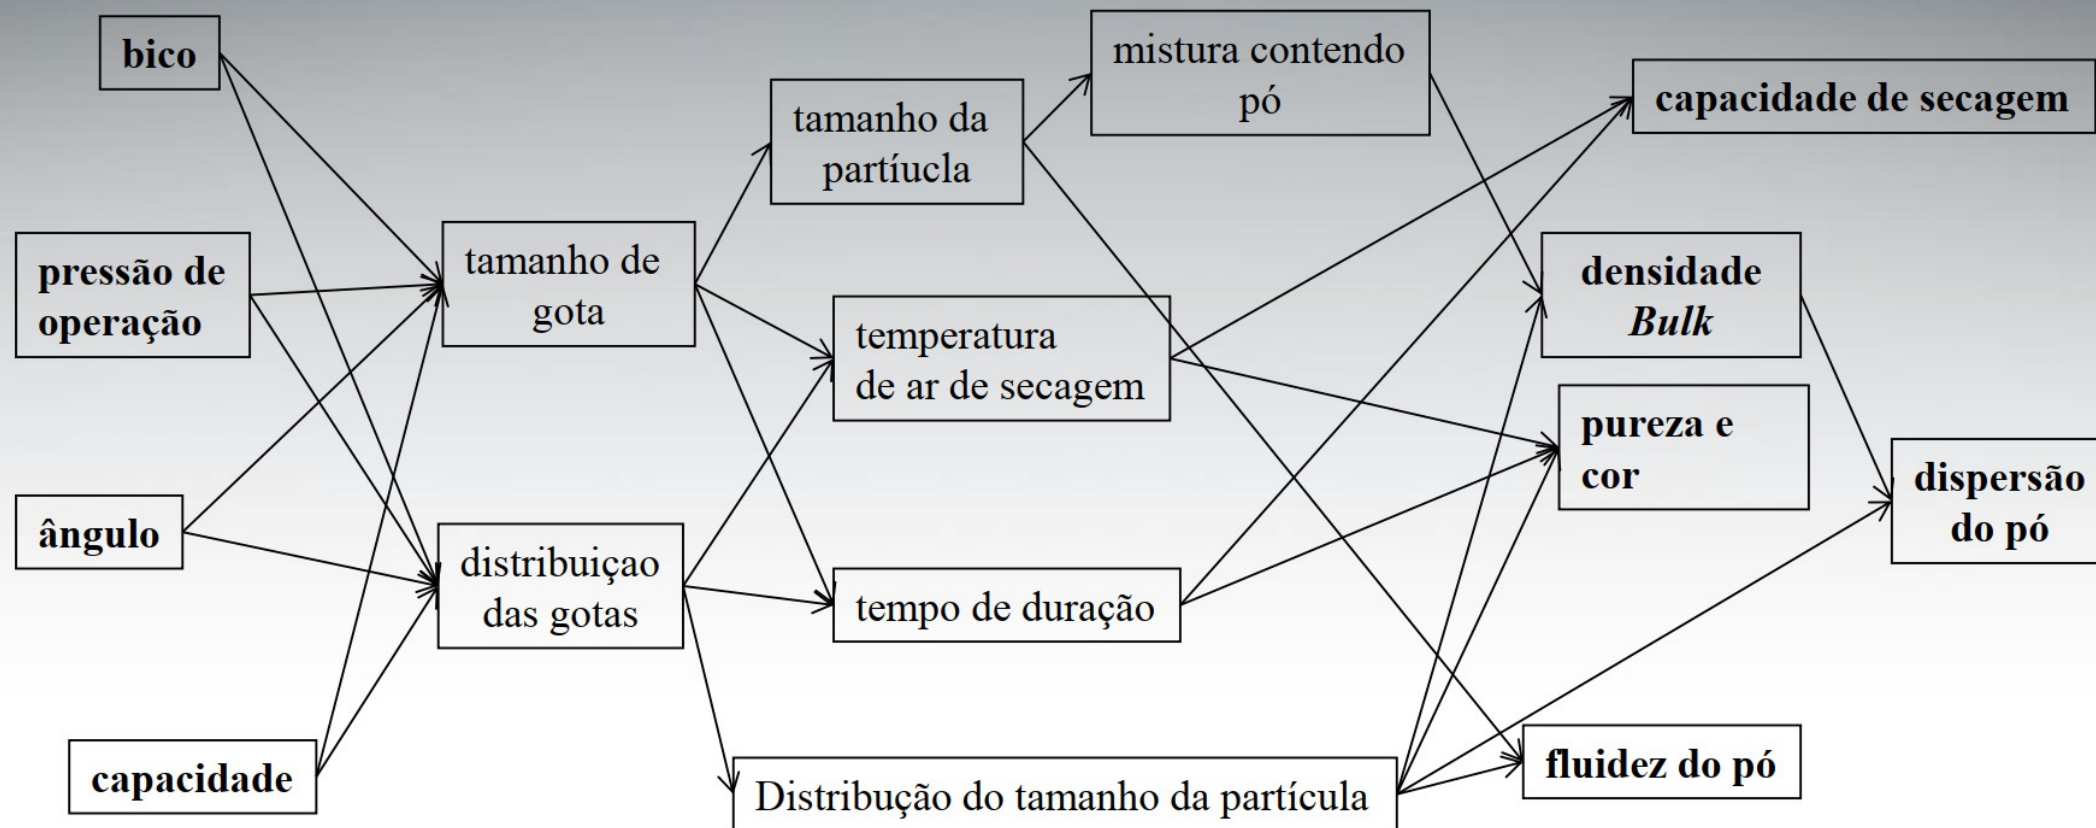 bico
pressão de
operação
ângulo
capacidade
tamanho de
gota
distribuiçao
das gotas
tamanho da
partíucla
temperatura
de ar de secagem
tempo de duração
Distribução do tamanho da partícula
mistura contendo
pó
capacidade de secagem
densidade
Bulk
pureza e
cor
fluidez do pó
dispersão
do pó